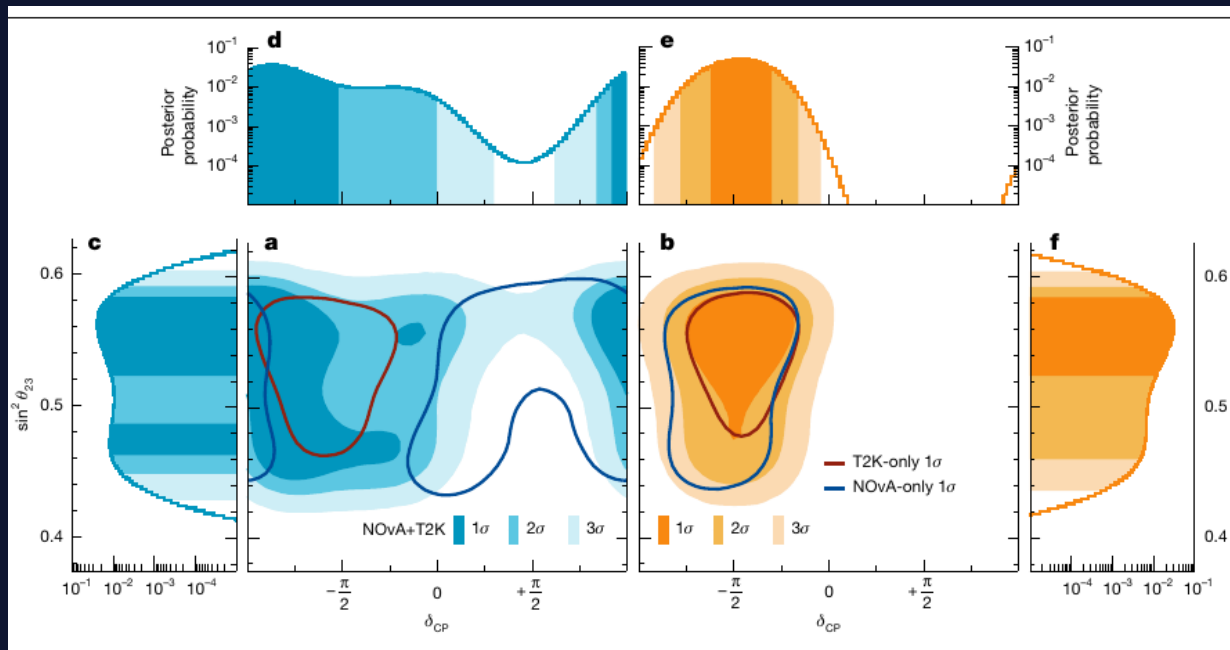 d
e
10⁻¹
10⁻²
10⁻³
10⁻⁴
Posterior
probability
10⁻¹
10⁻²
10⁻³
10⁻⁴
Posterior
probability
c
a
b
f
0.6
0.5
0.4
sin² θ₂₃
0.6
0.5
0.4
T2K-only 1σ
NOvA-only 1σ
NOvA+T2K 1σ 2σ 3σ
1σ 2σ 3σ
10⁻¹ 10⁻² 10⁻³ 10⁻⁴
−π/2 0 +π/2
δCP
−π/2 0 +π/2
δCP
10⁻⁴ 10⁻³ 10⁻² 10⁻¹